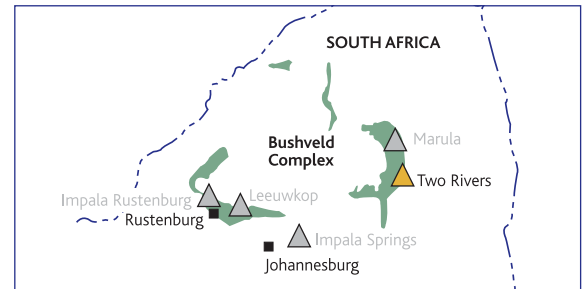 SOUTH AFRICA
Bushveld
Complex
Marula
Two Rivers
Impala Rustenburg
Leeuwkop
Rustenburg
Impala Springs
Johannesburg